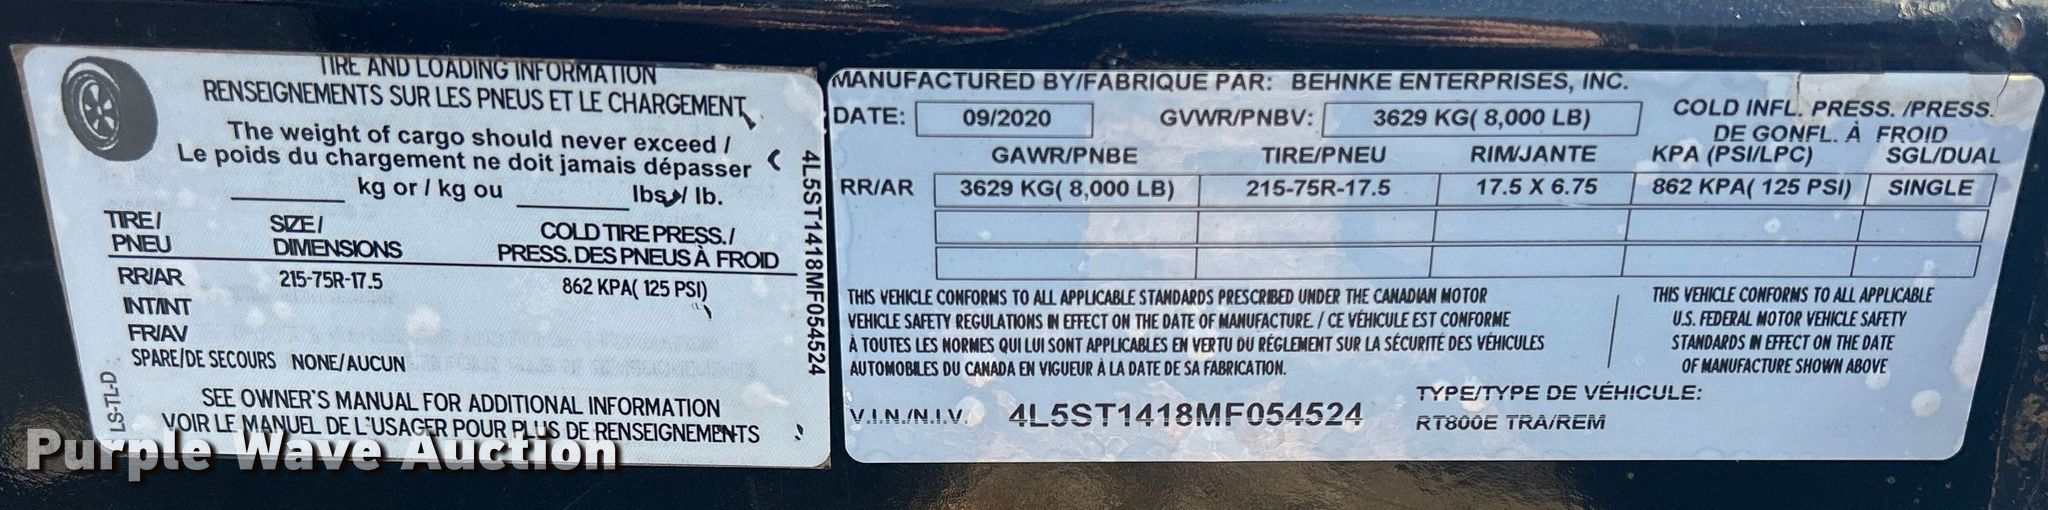 TIRE AND LOADING INFORMATION
RENSEIGNEMENTS SUR LES PNEUS ET LE CHARGEMENT
The weight of cargo should never exceed /
Le poids du chargement ne doit jamais dépasser
kg or / kg ou lbs / lb.
TIRE/ SIZE/ COLD TIRE PRESS./
PNEU DIMENSIONS PRESS. DES PNEUS À FROID
RR/AR 215-75R-17.5 862 KPA( 125 PSI)
INT/INT
FR/AV
SPARE/DE SECOURS NONE/AUCUN
SEE OWNER'S MANUAL FOR ADDITIONAL INFORMATION
VOIR LE MANUEL DE L'USAGER POUR PLUS DE RENSEIGNEMENTS
LS-TL-D
4L5ST1418MF054524
MANUFACTURED BY/FABRIQUE PAR: BEHNKE ENTERPRISES, INC.
DATE: 09/2020 GVWR/PNBV: 3629 KG( 8,000 LB)
COLD INFL. PRESS. /PRESS.
DE GONFL. À FROID
GAWR/PNBE TIRE/PNEU RIM/JANTE KPA (PSI/LPC) SGL/DUAL
RR/AR 3629 KG( 8,000 LB) 215-75R-17.5 17.5 X 6.75 862 KPA( 125 PSI) SINGLE
THIS VEHICLE CONFORMS TO ALL APPLICABLE STANDARDS PRESCRIBED UNDER THE CANADIAN MOTOR
VEHICLE SAFETY REGULATIONS IN EFFECT ON THE DATE OF MANUFACTURE. / CE VÉHICULE EST CONFORME
À TOUTES LES NORMES QUI LUI SONT APPLICABLES EN VERTU DU RÉGLEMENT SUR LA SÉCURITÉ DES VÉHICULES
AUTOMOBILES DU CANADA EN VIGUEUR À LA DATE DE SA FABRICATION.
THIS VEHICLE CONFORMS TO ALL APPLICABLE
U.S. FEDERAL MOTOR VEHICLE SAFETY
STANDARDS IN EFFECT ON THE DATE
OF MANUFACTURE SHOWN ABOVE
V.I.N./N.I.V. 4L5ST1418MF054524
TYPE/TYPE DE VÉHICULE:
RT800E TRA/REM
Purple Wave Auction